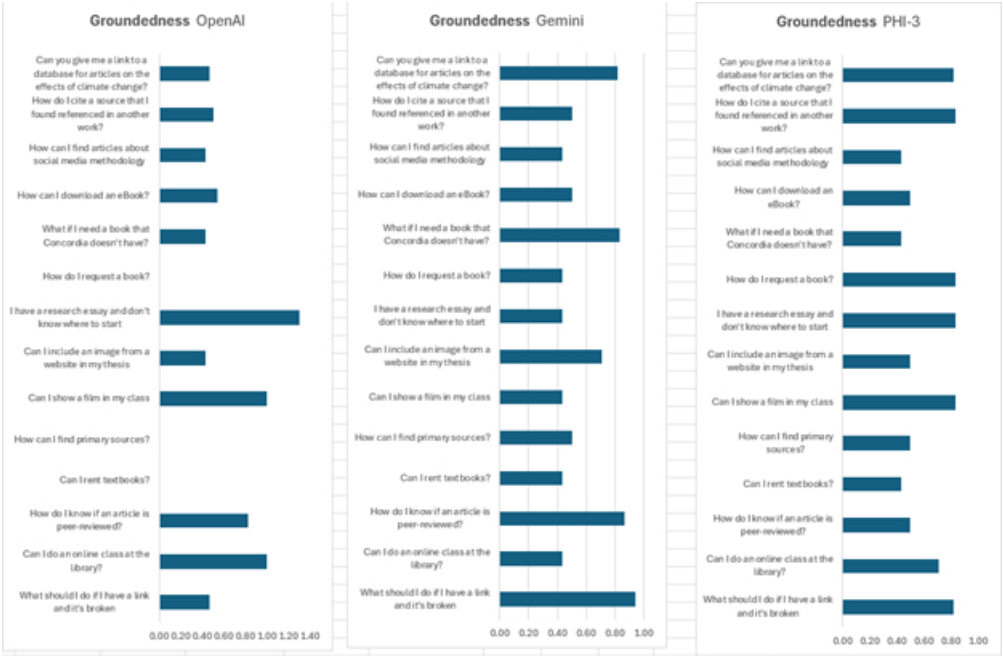 Groundedness OpenAI
Can you give me a link to a
database for articles on the
effects of climate change?
How do I cite a source that I
found referenced in another
work?
How can I find articles about
social media methodology
How can I download an eBook?
What if I need a book that
Concordia doesn't have?
How do I request a book?
I have a research essay and don't
know where to start
Can I include an image from a
website in my thesis
Can I show a film in my class
How can I find primary sources?
Can I rent textbooks?
How do I know if an article is
peer-reviewed?
Can I do an online class at the
library?
What should I do if I have a link
and it's broken
0.00 0.20 0.40 0.60 0.80 1.00 1.20 1.40
Groundedness Gemini
Can you give me a link to a
database for articles on the
effects of climate change?
How do I cite a source that I
found referenced in another
work?
How can I find articles about
social media methodology
How can I download an eBook?
What if I need a book that
Concordia doesn't have?
How do I request a book?
I have a research essay and
don't know where to start
Can I include an image from a
website in my thesis
Can I show a film in my class
How can I find primary sources?
Can I rent textbooks?
How do I know if an article is
peer-reviewed?
Can I do an online class at the
library?
What should I do if I have a link
and it's broken
0.00 0.20 0.40 0.60 0.80 1.00
Groundedness PHI-3
Can you give me a link to a
database for articles on the
effects of climate change?
How do I cite a source that I
found referenced in another
work?
How can I find articles about
social media methodology
How can I download an
eBook?
What if I need a book that
Concordia doesn't have?
How do I request a book?
I have a research essay and
don't know where to start
Can I include an image from a
website in my thesis
Can I show a film in my class
How can I find primary
sources?
Can I rent textbooks?
How do I know if an article is
peer-reviewed?
Can I do an online class at the
library?
What should I do if I have a link
and it's broken
0.00 0.20 0.40 0.60 0.80 1.00